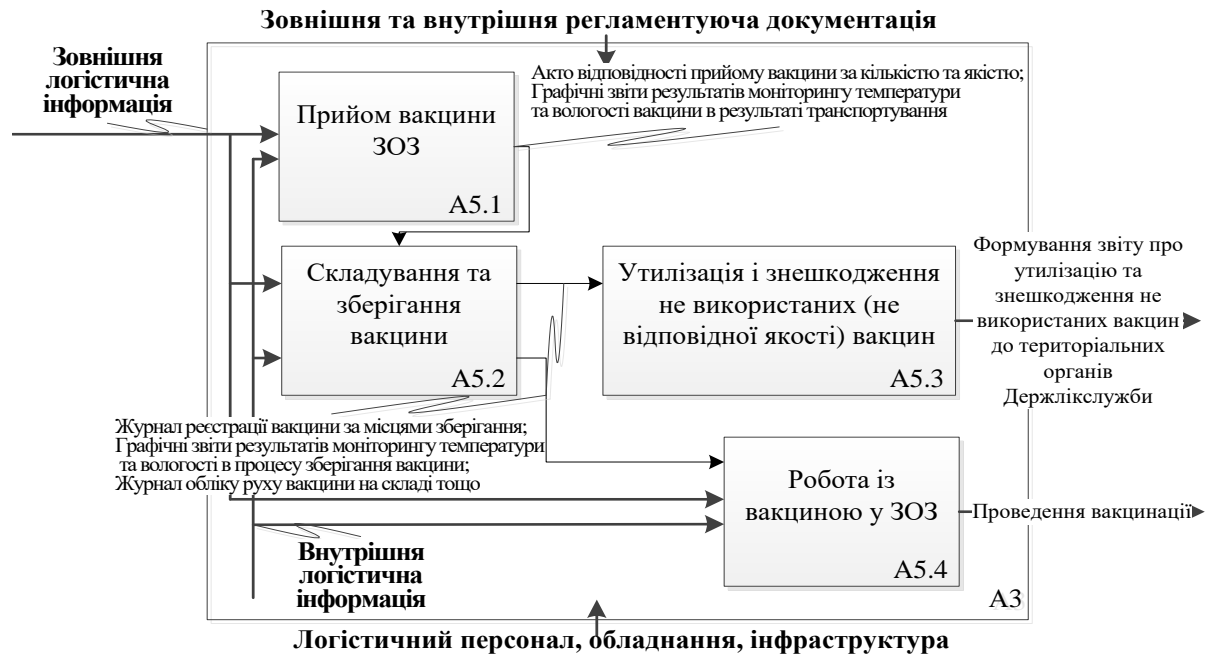 Зовнішня та внутрішня регламентуюча документація
Зовнішня
логістична
інформація
Акто відповідності прийому вакцини за кількістю та якістю;
Графічні звіти результатів моніторингу температури
та вологості вакцини в результаті транспортування
Прийом вакцини
ЗОЗ
А5.1
Складування та
зберігання
вакцини
А5.2
Утилізація і знешкодження
не використаних (не
відповідної якості) вакцин
А5.3
Формування звіту про
утилізацію та
знешкодження не
використаних вакцин
до територіальних
органів
Держлікслужби
Журнал реєстрації вакцини за місцями зберігання;
Графічні звіти результатів моніторингу температури
та вологості в процесу зберігання вакцини;
Журнал обліку руху вакцини на складі тощо
Робота із
вакциною у ЗОЗ
А5.4
Проведення вакцинації
Внутрішня
логістична
інформація
А3
Логістичний персонал, обладнання, інфраструктура